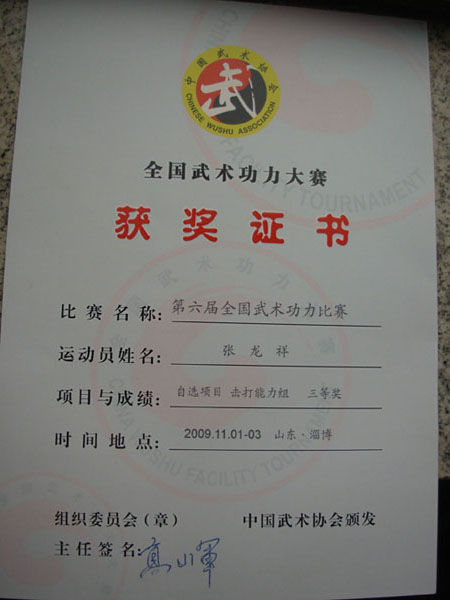 中国武术协会
武
CHINESE WUSHU ASSOCIATION
全国武术功力大赛
获奖证书
比赛名称: 第六届全国武术功力比赛
运动员姓名: 张龙祥
项目与成绩: 自选项目 击打能力组 三等奖
时间地点: 2009.11.01-03 山东·淄博
组织委员会(章) 中国武术协会颁发
主任签名: